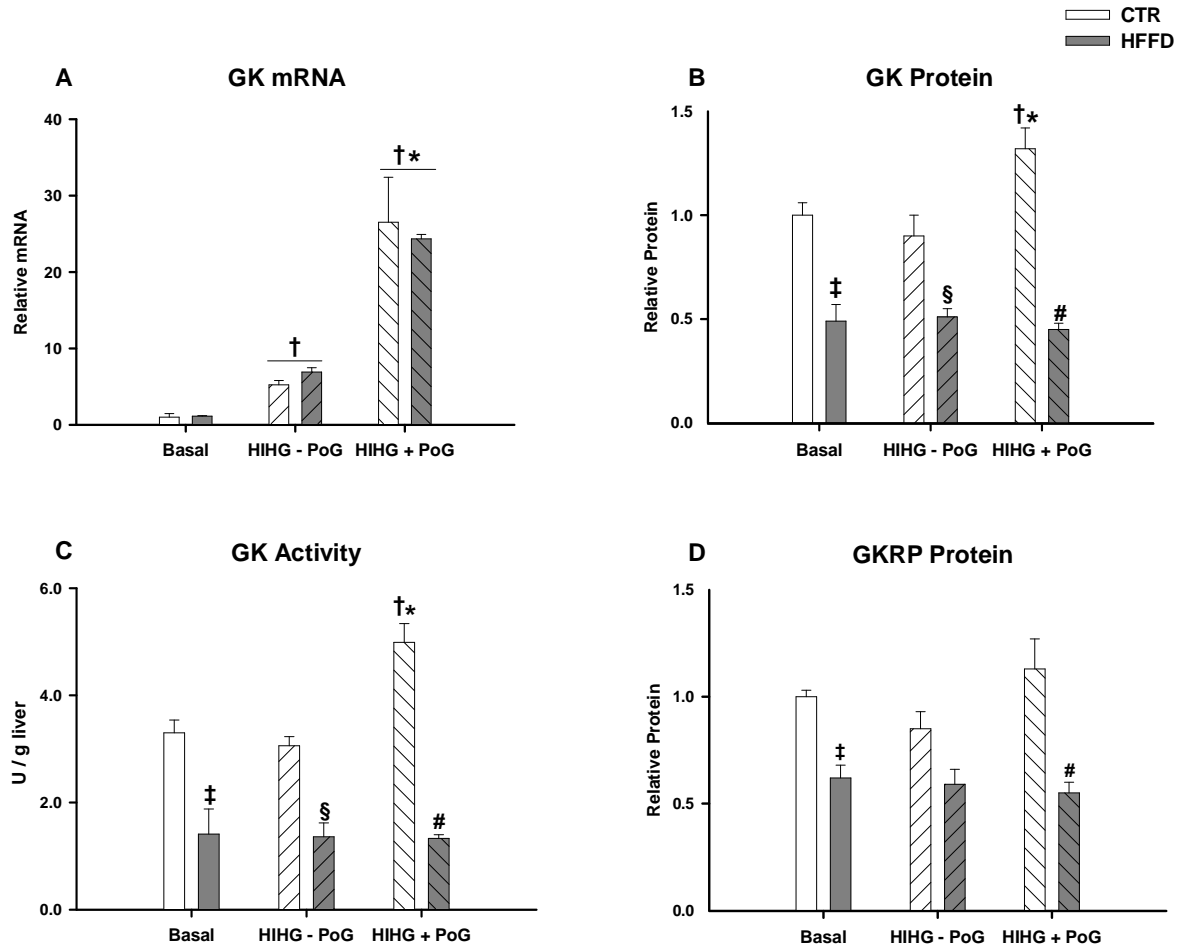 CTR
HFFD
A
GK mRNA
Relative mRNA
40
30
20
10
0
†
†*
Basal
HIHG - PoG
HIHG + PoG
B
GK Protein
Relative Protein
1.5
1.0
0.5
0.0
‡
§
†*
#
Basal
HIHG - PoG
HIHG + PoG
C
GK Activity
U / g liver
6.0
4.0
2.0
0.0
‡
§
†*
#
Basal
HIHG - PoG
HIHG + PoG
D
GKRP Protein
Relative Protein
1.5
1.0
0.5
0.0
‡
#
Basal
HIHG - PoG
HIHG + PoG